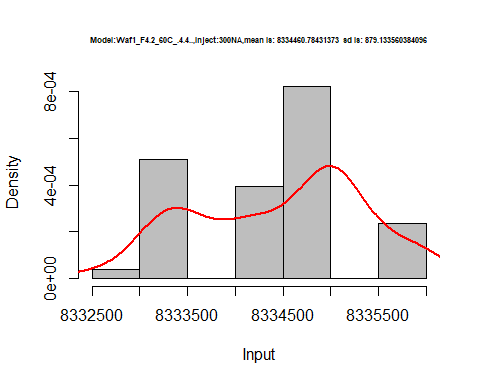 Model:Waf1_F4.2_60C_.4.4._,Inject:300NA,mean is: 8334460.78431373 sd is: 879.133560384096
8e-04
Density
4e-04
0e+00
8332500 8333500 8334500 8335500
Input